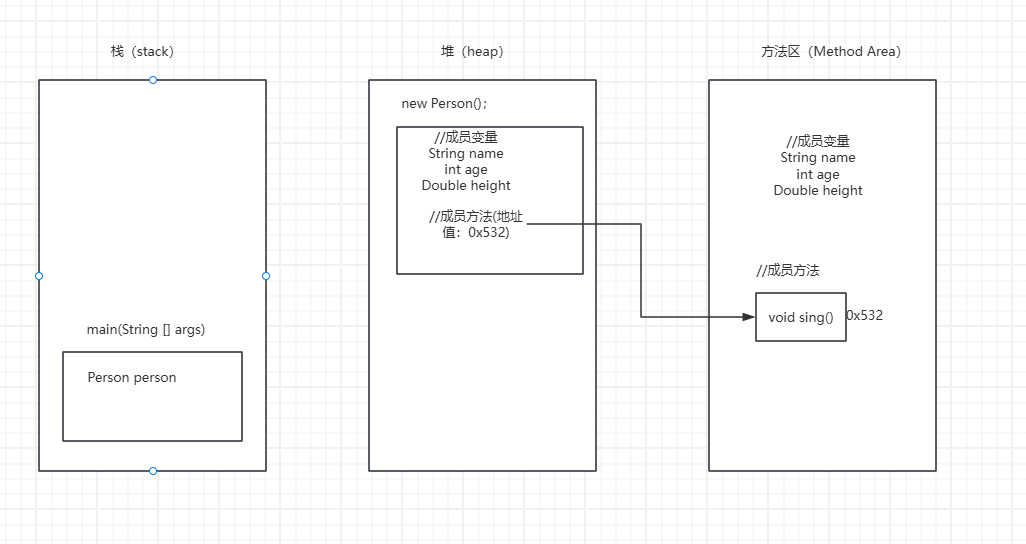 栈（stack）
main(String [] args)
Person person
堆（heap）
new Person();
//成员变量
String name
int age
Double height
//成员方法(地址
值：0x532)
方法区（Method Area）
//成员变量
String name
int age
Double height
//成员方法
void sing()
0x532